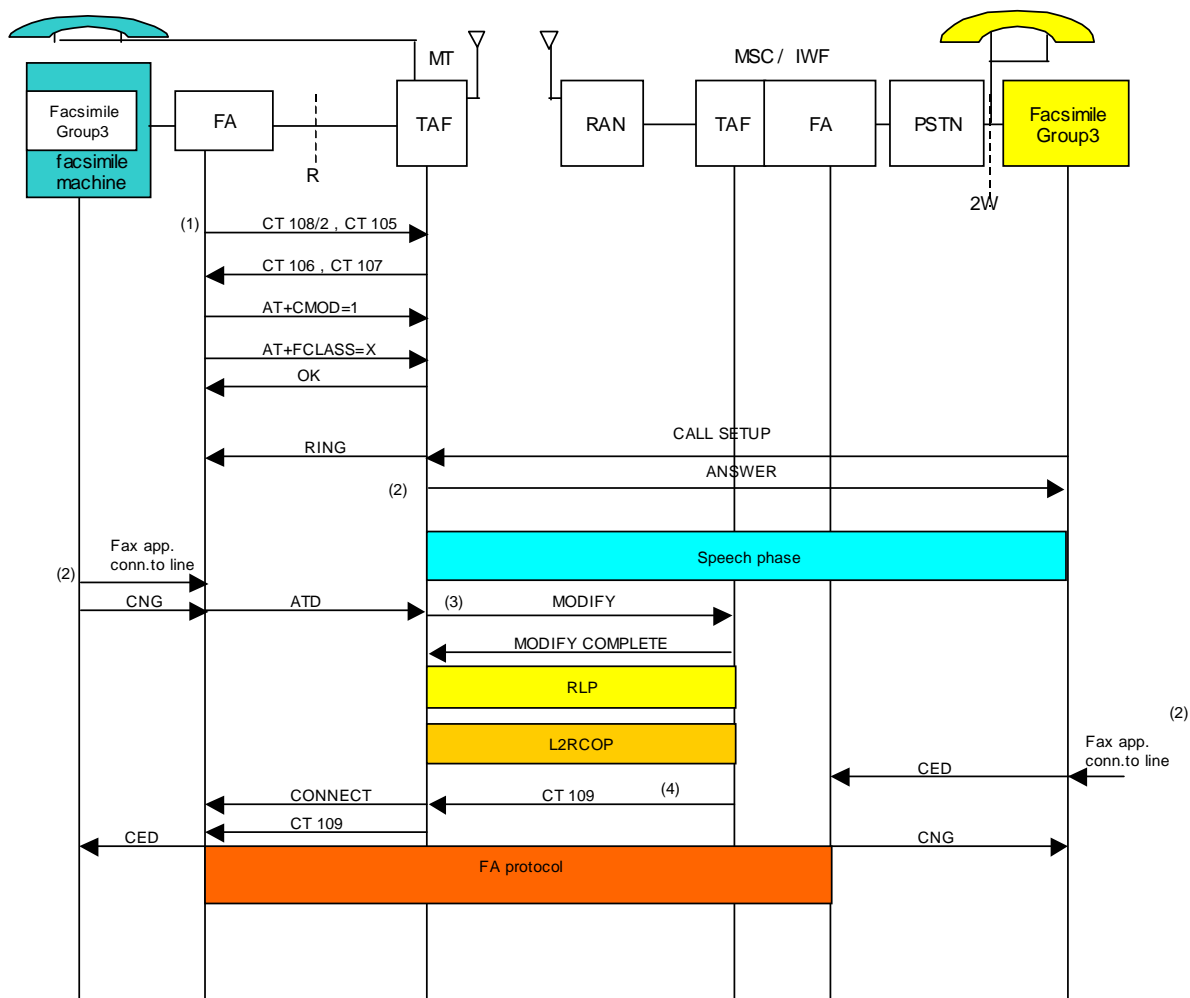 MT
MSC / IWF
Facsimile
Group3
facsimile
machine
FA
R
TAF
RAN
TAF
FA
PSTN
2W
Facsimile
Group3
(1)
CT 108/2 , CT 105
CT 106 , CT 107
AT+CMOD=1
AT+FCLASS=X
OK
CALL SETUP
RING
ANSWER
(2)
Speech phase
Fax app.
conn.to line
(2)
CNG
ATD
(3)
MODIFY
MODIFY COMPLETE
RLP
L2RCOP
(2)
Fax app.
conn.to line
CED
CONNECT
CT 109
(4)
CT 109
CED
CNG
FA protocol